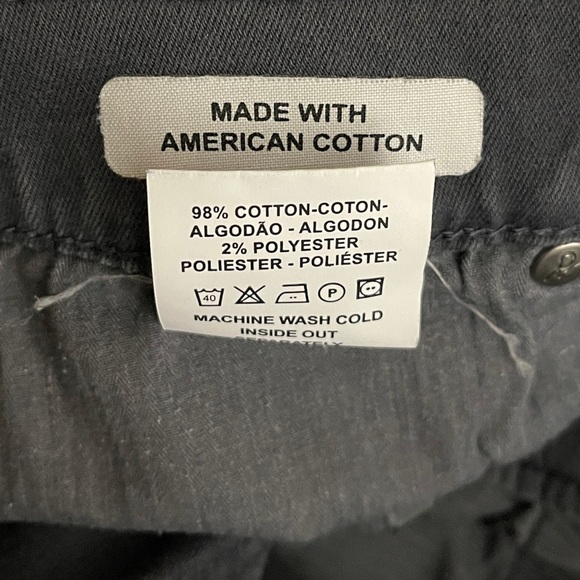 MADE WITH
AMERICAN COTTON
98% COTTON-COTON-
ALGODÃO - ALGODON
2% POLYESTER
POLIESTER - POLIÉSTER
40 P
MACHINE WASH COLD
INSIDE OUT
SEPARATELY